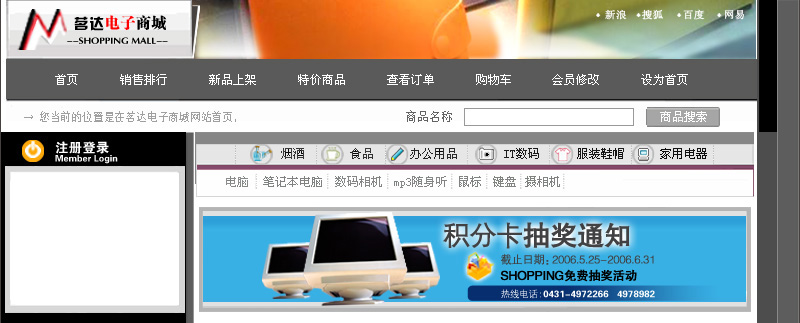 茗达电子商城
--SHOPPING MALL--
新浪 搜狐 百度 网易
首页 销售排行 新品上架 特价商品 查看订单 购物车 会员修改 设为首页
→ 您当前的位置是在茗达电子商城网站首页,
商品名称 商品搜索
注册登录
Member Login
烟酒 食品 办公用品 IT数码 服装鞋帽 家用电器
电脑 笔记本电脑 数码相机 mp3随身听 鼠标 键盘 摄相机
积分卡抽奖通知
截止日期:2006.5.25-2006.6.31
SHOPPING免费抽奖活动
热线电话:0431-4972266 4978982